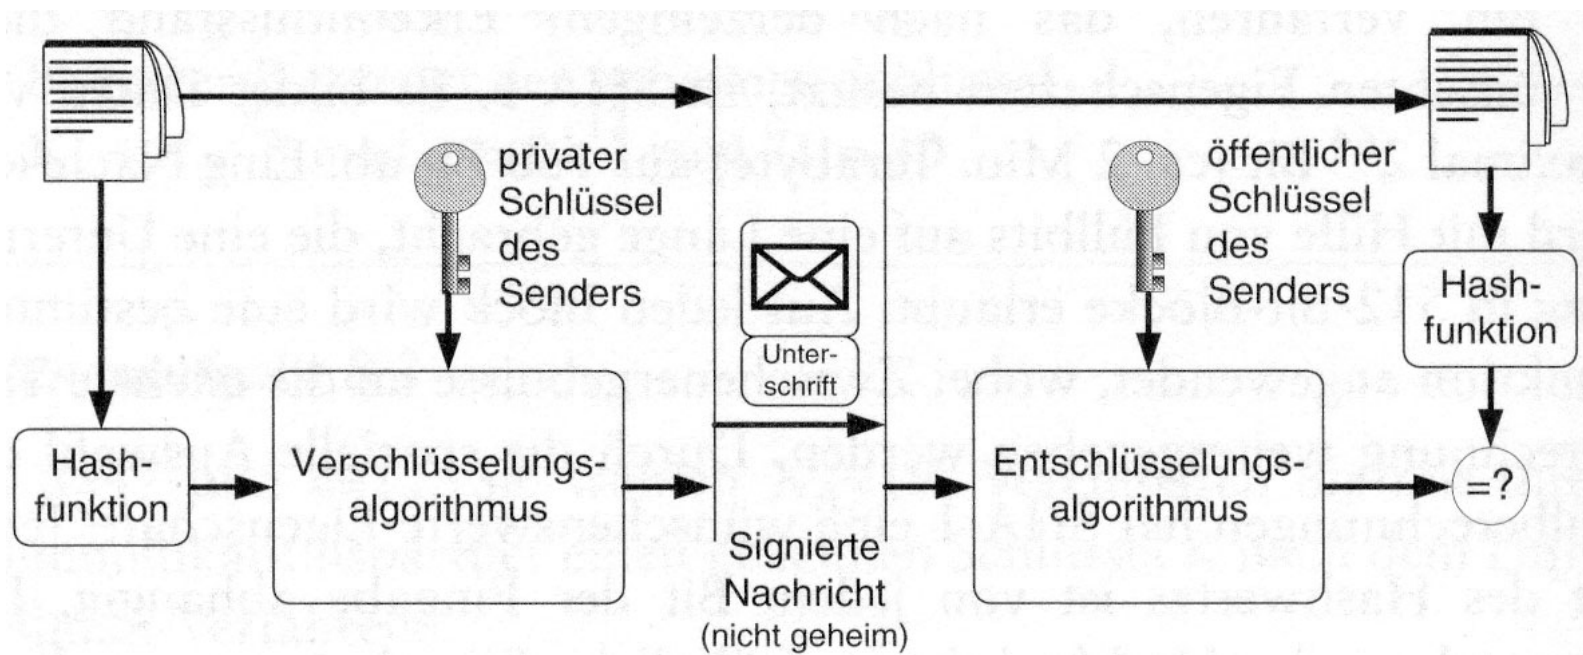 privater
Schlüssel
des
Senders
öffentlicher
Schlüssel
des
Senders
Hash-
funktion
Unter-
schrift
Hash-
funktion
Verschlüsselungs-
algorithmus
Entschlüsselungs-
algorithmus
=?
Signierte
Nachricht
(nicht geheim)